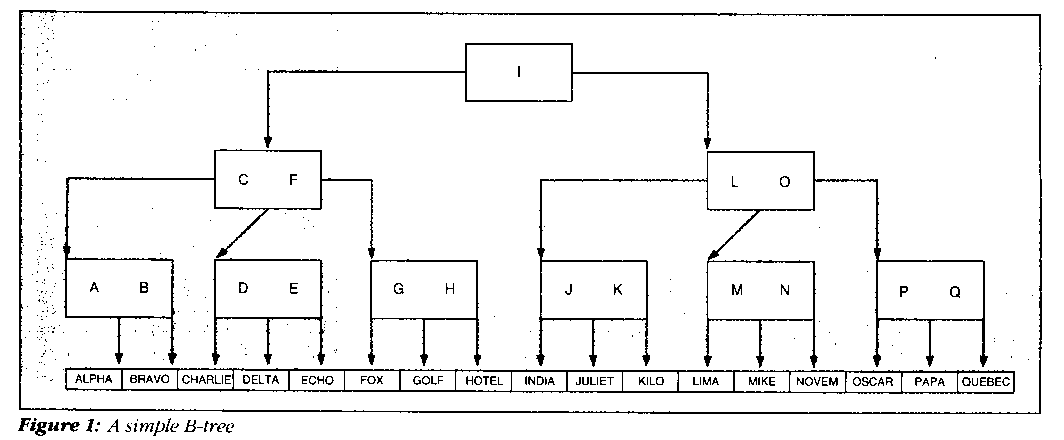 I
C F
L O
A B
D E
G H
J K
M N
P Q
ALPHA BRAVO CHARLIE DELTA ECHO FOX GOLF HOTEL INDIA JULIET KILO LIMA MIKE NOVEM OSCAR PAPA QUEBEC
Figure 1: A simple B-tree